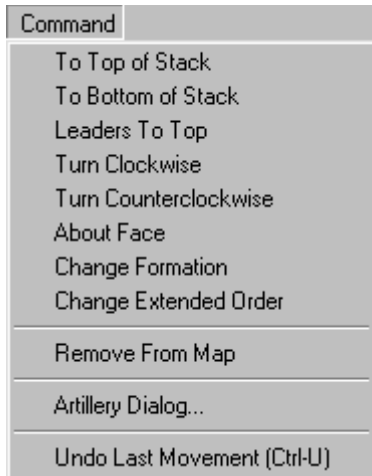 Command
To Top of Stack
To Bottom of Stack
Leaders To Top
Turn Clockwise
Turn Counterclockwise
About Face
Change Formation
Change Extended Order
Remove From Map
Artillery Dialog...
Undo Last Movement (Ctrl-U)